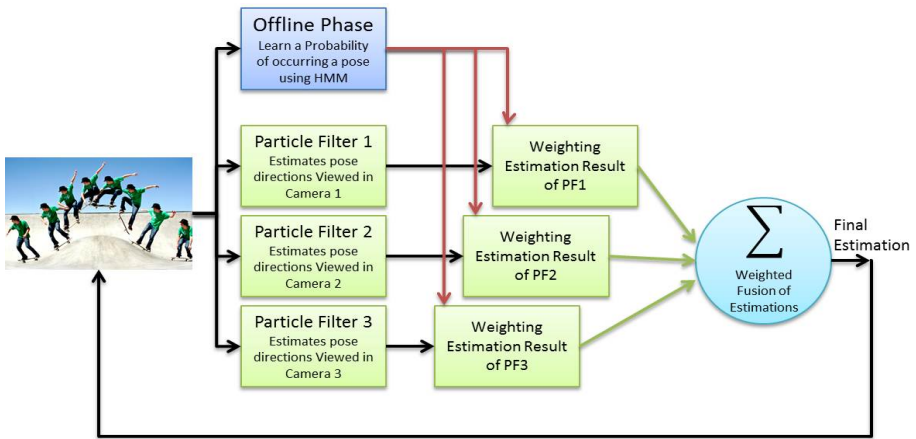 Offline Phase
Learn a Probability
of occurring a pose
using HMM
Particle Filter 1
Estimates pose
directions Viewed in
Camera 1
Weighting
Estimation Result
of PF1
Particle Filter 2
Estimates pose
directions Viewed in
Camera 2
Weighting
Estimation Result
of PF2
Particle Filter 3
Estimates pose
directions Viewed in
Camera 3
Weighting
Estimation Result
of PF3
Σ
Weighted
Fusion of
Estimations
Final
Estimation